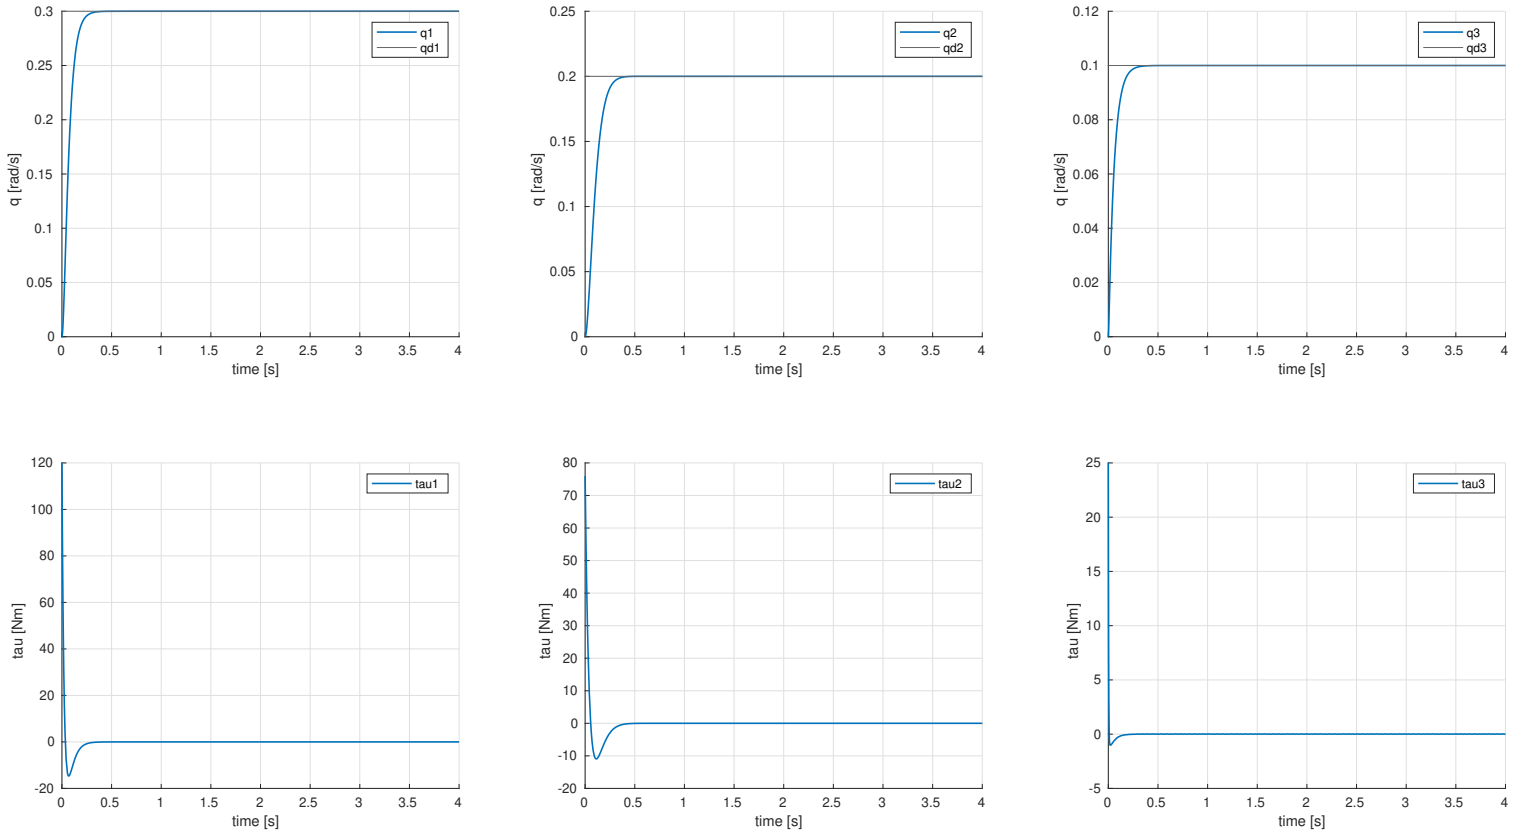 0.3
0.25
0.2
0.15
0.1
0.05
0
q [rad/s]
0 0.5 1 1.5 2 2.5 3 3.5 4
time [s]
q1
qd1
0.25
0.2
0.15
0.1
0.05
0
q [rad/s]
0 0.5 1 1.5 2 2.5 3 3.5 4
time [s]
q2
qd2
0.12
0.1
0.08
0.06
0.04
0.02
0
q [rad/s]
0 0.5 1 1.5 2 2.5 3 3.5 4
time [s]
q3
qd3
120
100
80
60
40
20
0
-20
tau [Nm]
0 0.5 1 1.5 2 2.5 3 3.5 4
time [s]
tau1
80
70
60
50
40
30
20
10
0
-10
-20
tau [Nm]
0 0.5 1 1.5 2 2.5 3 3.5 4
time [s]
tau2
25
20
15
10
5
0
-5
tau [Nm]
0 0.5 1 1.5 2 2.5 3 3.5 4
time [s]
tau3